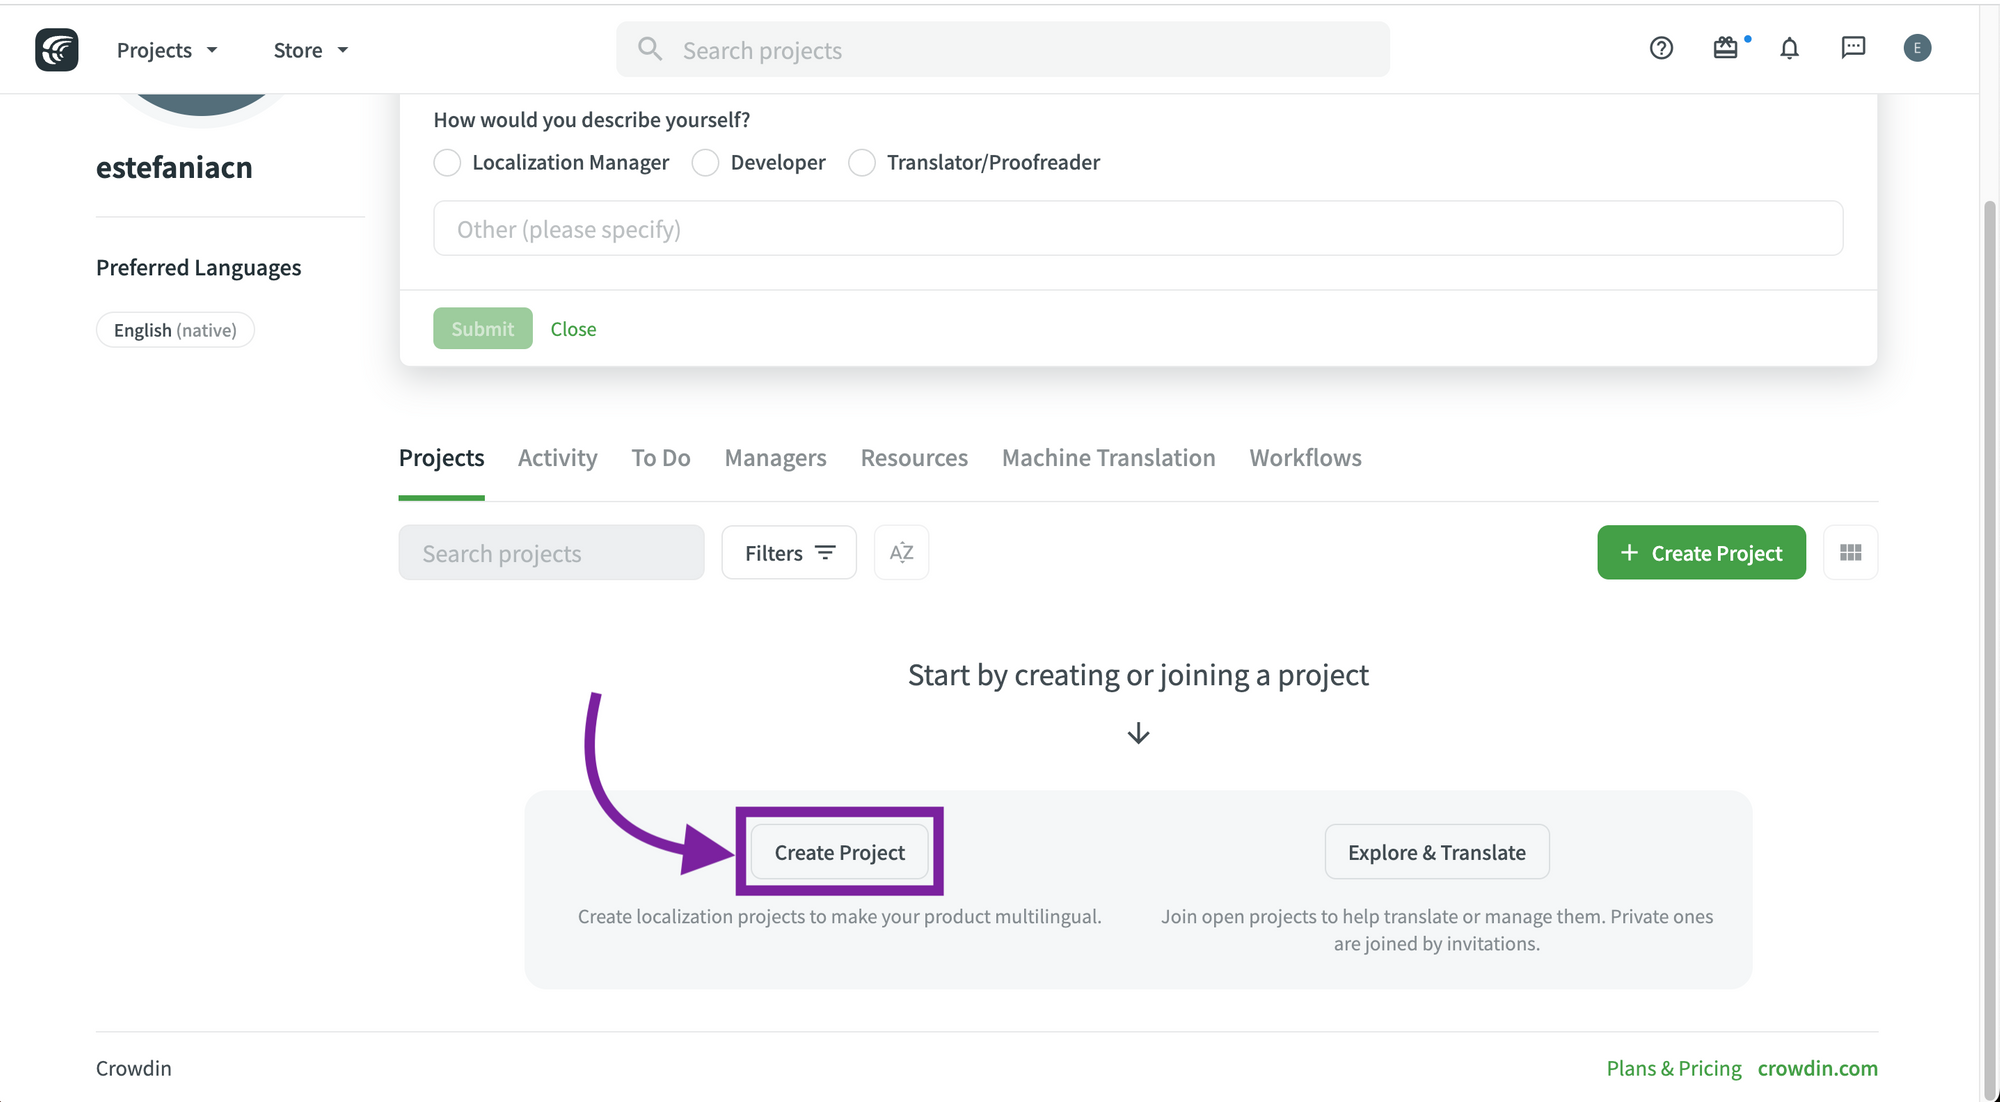 Projects
Store
Search projects
E
How would you describe yourself?
Localization Manager
Developer
Translator/Proofreader
Other (please specify)
Submit
Close
estefaniacn
Preferred Languages
English (native)
Projects
Activity
To Do
Managers
Resources
Machine Translation
Workflows
Search projects
Filters
AZ
+ Create Project
Start by creating or joining a project
Create Project
Create localization projects to make your product multilingual.
Explore & Translate
Join open projects to help translate or manage them. Private ones
are joined by invitations.
Crowdin
Plans & Pricing
crowdin.com